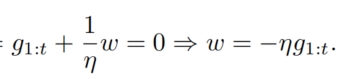 = g_{1:t} + \frac{1}{\eta} w = 0 \Rightarrow w = -\eta g_{1:t}.